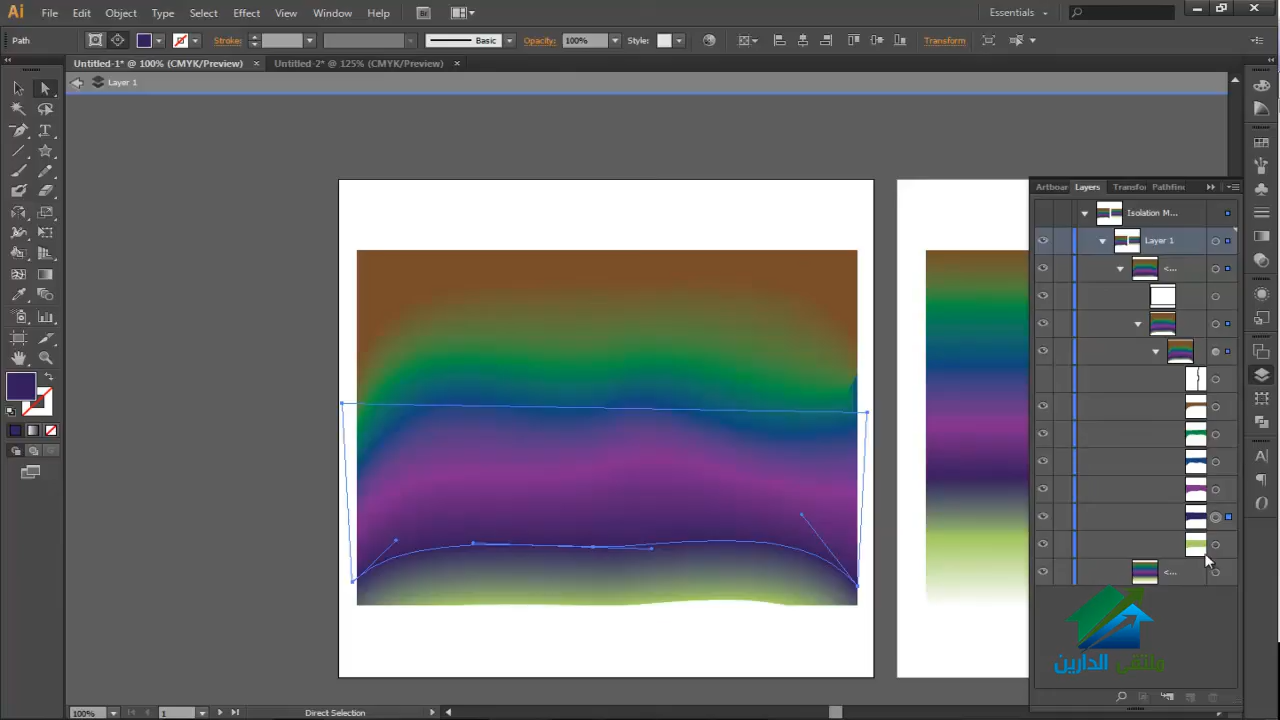 Ai File Edit Object Type Select Effect View Window Help Br Essentials
Path Stroke: Basic Opacity: 100% Style: Transform
Untitled-1* @ 100% (CMYK/Preview) × Untitled-2* @ 125% (CMYK/Preview) ×
Layer 1
Artboar Layers Transfo Pathfin
Isolation M...
Layer 1
<...
<...
ملتقى الدارين
100% 1 Direct Selection